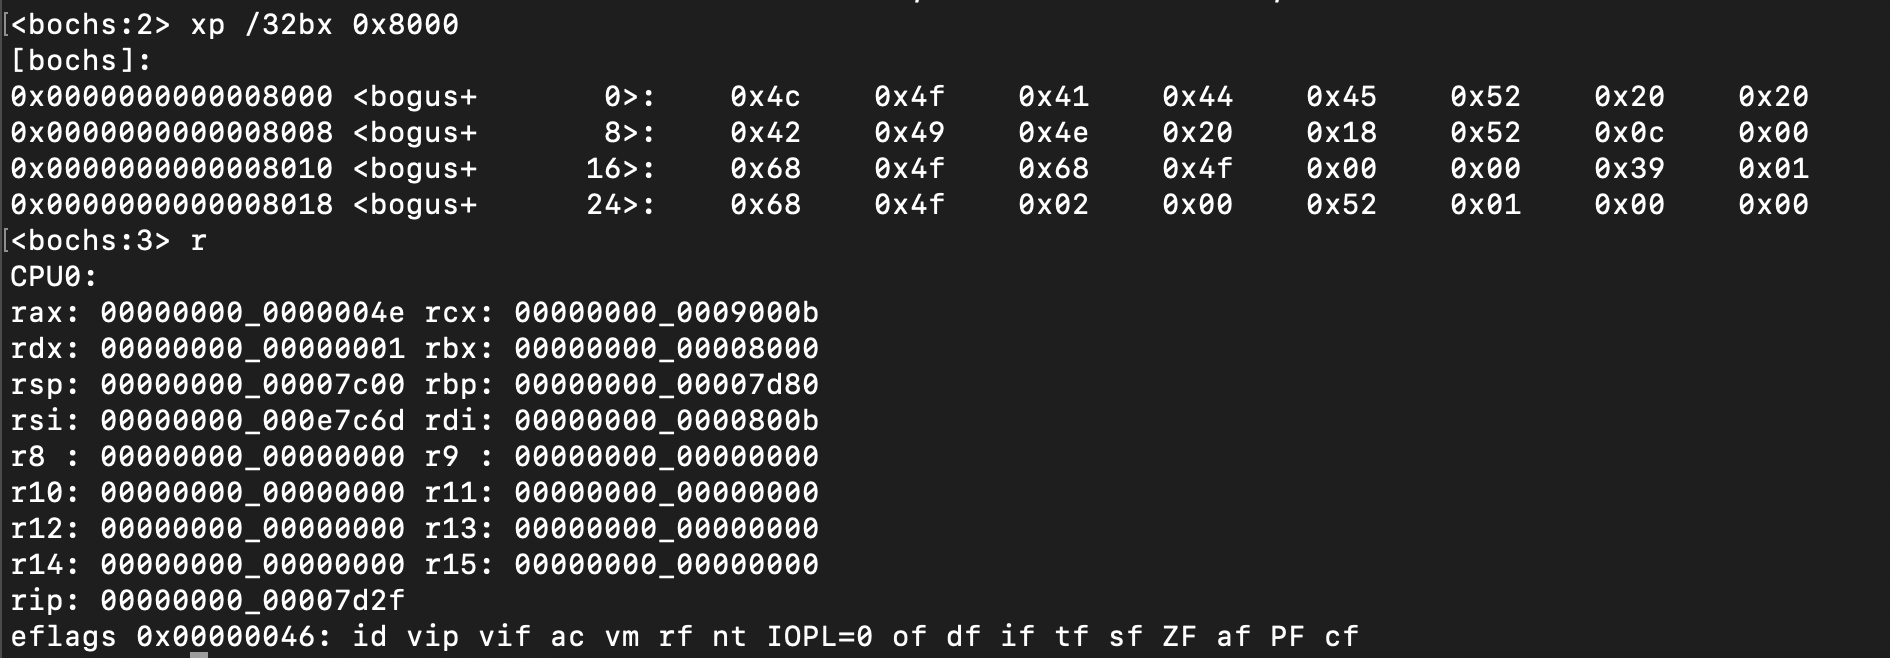 <bochs:2> xp /32bx 0x8000
[bochs]:
0x0000000000008000 <bogus+       0>:    0x4c    0x4f    0x41    0x44    0x45    0x52    0x20    0x20
0x0000000000008008 <bogus+       8>:    0x42    0x49    0x4e    0x20    0x18    0x52    0x0c    0x00
0x0000000000008010 <bogus+      16>:    0x68    0x4f    0x68    0x4f    0x00    0x00    0x39    0x01
0x0000000000008018 <bogus+      24>:    0x68    0x4f    0x02    0x00    0x52    0x01    0x00    0x00
<bochs:3> r
CPU0:
rax: 00000000_0000004e rcx: 00000000_0009000b
rdx: 00000000_00000001 rbx: 00000000_00008000
rsp: 00000000_00007c00 rbp: 00000000_00007d80
rsi: 00000000_000e7c6d rdi: 00000000_0000800b
r8 : 00000000_00000000 r9 : 00000000_00000000
r10: 00000000_00000000 r11: 00000000_00000000
r12: 00000000_00000000 r13: 00000000_00000000
r14: 00000000_00000000 r15: 00000000_00000000
rip: 00000000_00007d2f
eflags 0x00000046: id vip vif ac vm rf nt IOPL=0 of df if tf sf ZF af PF cf